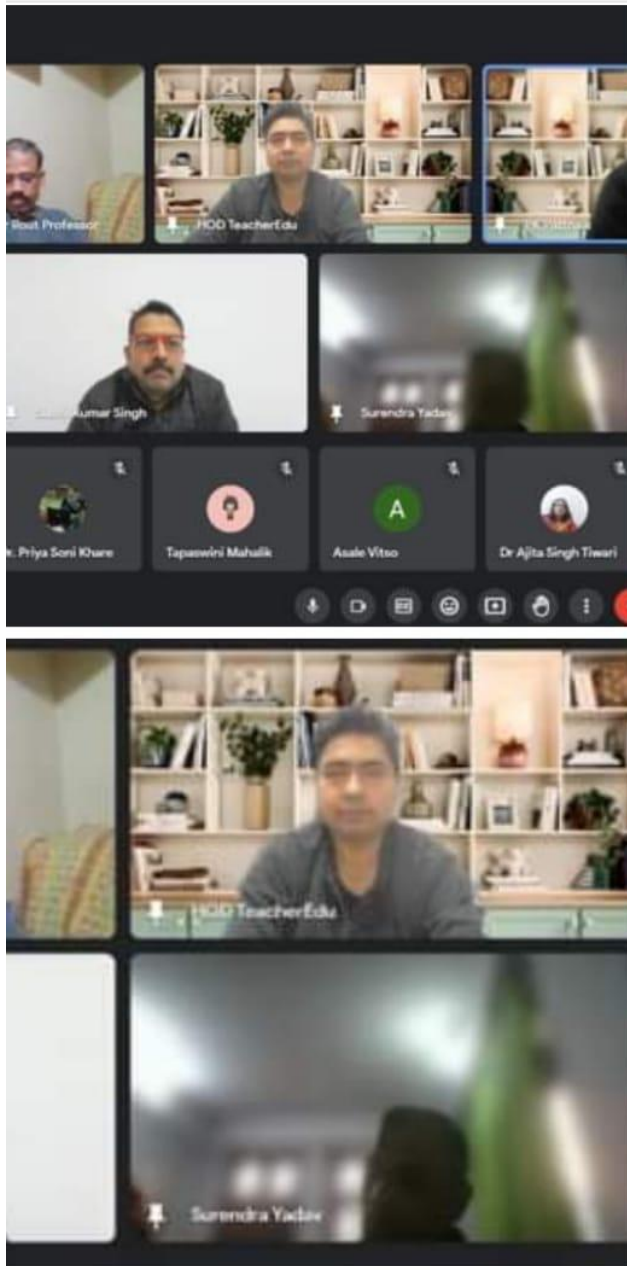 Rout Professor
HOD TeacherEdu
Kumar Singh
Surendra Yadav
r. Priya Soni Khare
Tapaswini Mahalik
A
Asale Vitso
Dr Ajita Singh Tiwari
HOD TeacherEdu
Surendra Yadav